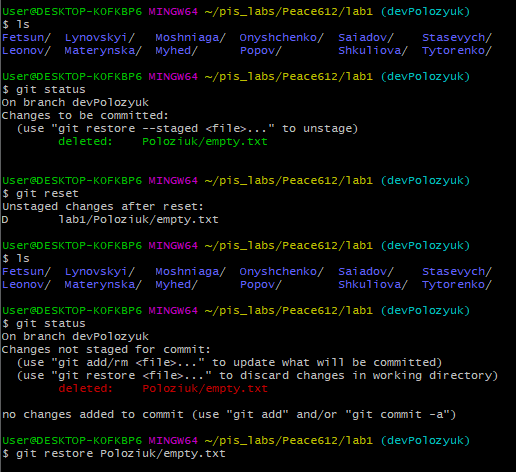 User@DESKTOP-KOFKBP6 MINGW64 ~/pis_labs/Peace612/lab1 (devPolozyuk)
$ ls
Fetsun/  Lynovskyi/  Moshniaga/  Onyshchenko/  Saiadov/  Stasevych/
Leonov/  Materynska/  Myhed/  Popov/  Shkuliova/  Tytorenko/
User@DESKTOP-KOFKBP6 MINGW64 ~/pis_labs/Peace612/lab1 (devPolozyuk)
$ git status
On branch devPolozyuk
Changes to be committed:
  (use "git restore --staged <file>..." to unstage)
        deleted:    Poloziuk/empty.txt
User@DESKTOP-KOFKBP6 MINGW64 ~/pis_labs/Peace612/lab1 (devPolozyuk)
$ git reset
Unstaged changes after reset:
D       lab1/Poloziuk/empty.txt
User@DESKTOP-KOFKBP6 MINGW64 ~/pis_labs/Peace612/lab1 (devPolozyuk)
$ ls
Fetsun/  Lynovskyi/  Moshniaga/  Onyshchenko/  Saiadov/  Stasevych/
Leonov/  Materynska/  Myhed/  Popov/  Shkuliova/  Tytorenko/
User@DESKTOP-KOFKBP6 MINGW64 ~/pis_labs/Peace612/lab1 (devPolozyuk)
$ git status
On branch devPolozyuk
Changes not staged for commit:
  (use "git add/rm <file>..." to update what will be committed)
  (use "git restore <file>..." to discard changes in working directory)
        deleted:    Poloziuk/empty.txt
no changes added to commit (use "git add" and/or "git commit -a")
User@DESKTOP-KOFKBP6 MINGW64 ~/pis_labs/Peace612/lab1 (devPolozyuk)
$ git restore Poloziuk/empty.txt